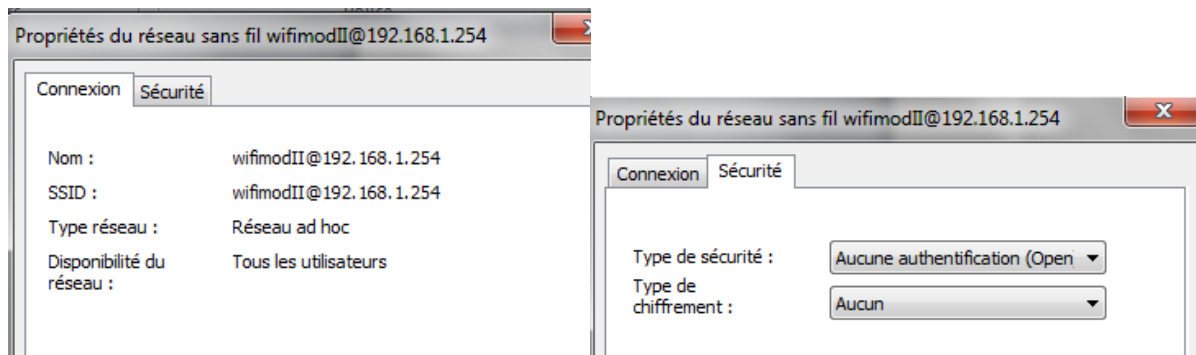 Propriétés du réseau sans fil wifimodII@192.168.1.254
Connexion Sécurité
Nom : wifimodII@192.168.1.254
SSID : wifimodII@192.168.1.254
Type réseau : Réseau ad hoc
Disponibilité du Tous les utilisateurs
réseau :
Propriétés du réseau sans fil wifimodII@192.168.1.254
Connexion Sécurité
Type de sécurité : Aucune authentification (Open
Type de
chiffrement : Aucun